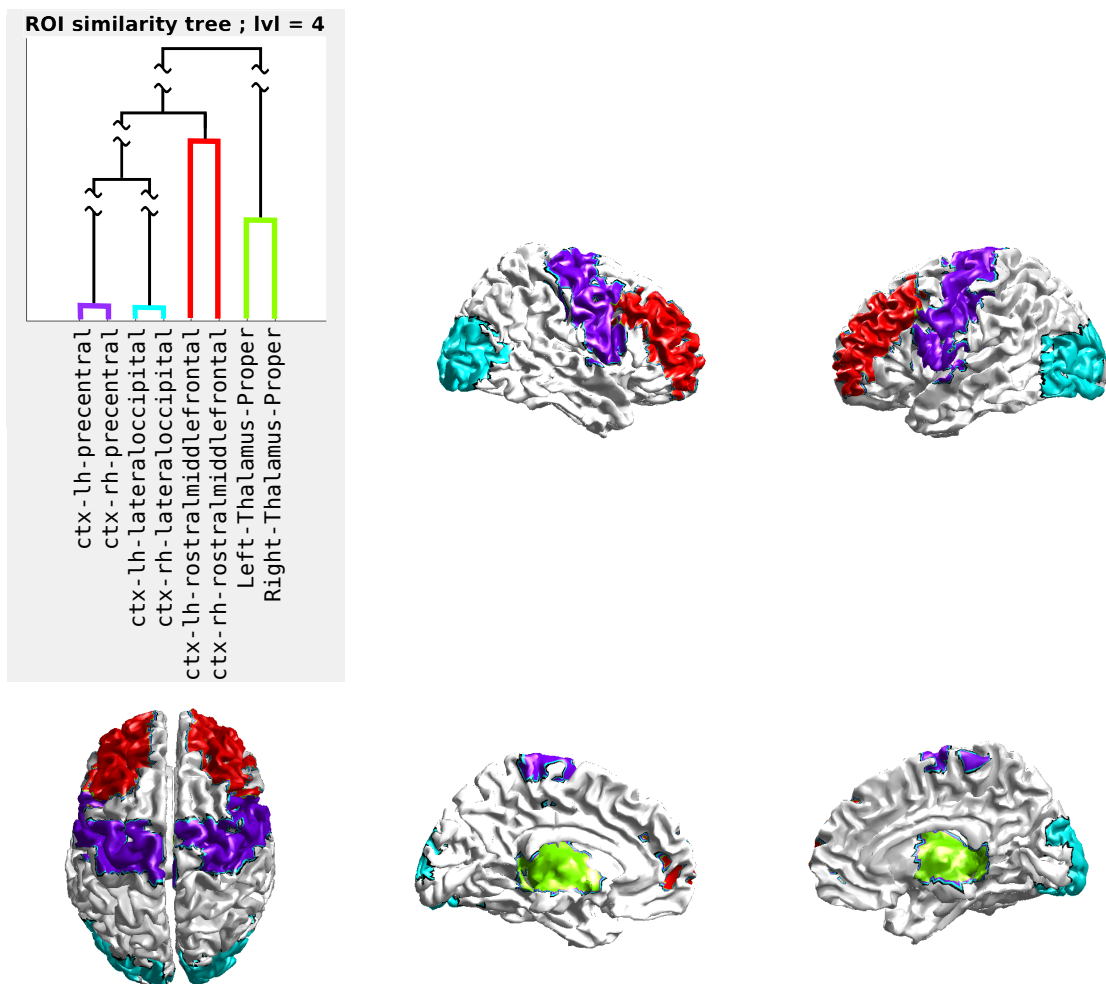 ROI similarity tree ; lvl = 4
ctx-lh-precentral
ctx-rh-precentral
ctx-lh-lateraloccipital
ctx-rh-lateraloccipital
ctx-lh-rostralmiddlefrontal
ctx-rh-rostralmiddlefrontal
Left-Thalamus-Proper
Right-Thalamus-Proper